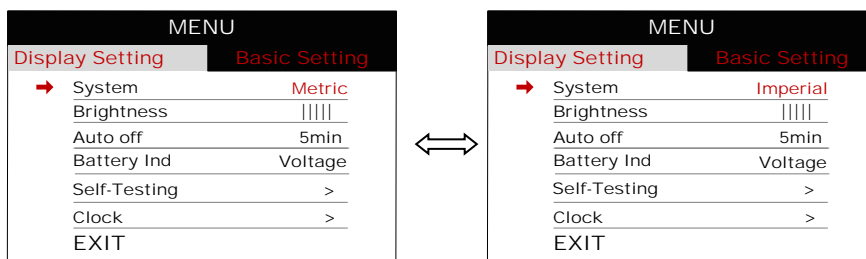 MENU
Display Setting Basic Setting
System Metric
Brightness |||||
Auto off 5min
Battery Ind Voltage
Self-Testing >
Clock >
EXIT
MENU
Display Setting Basic Setting
System Imperial
Brightness |||||
Auto off 5min
Battery Ind Voltage
Self-Testing >
Clock >
EXIT